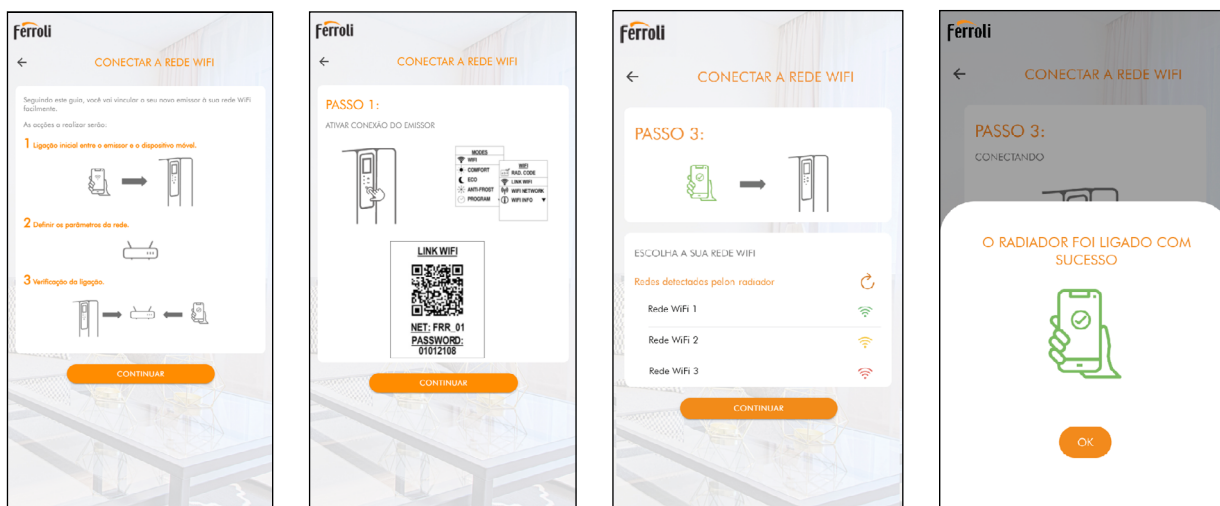 Ferroli
CONECTAR A REDE WIFI
Seguindo este guia, você vai vincular o seu novo emissor à sua rede WiFi
facilmente.
As acções a realizar serão:
1 Ligação inicial entre o emissor e o dispositivo móvel.
2 Definir os parâmetros da rede.
3 Verificação da ligação.
CONTINUAR
Ferroli
CONECTAR A REDE WIFI
PASSO 1:
ATIVAR CONEXÃO DO EMISSOR
MODES
WIFI
COMFORT
ECO
ANTI-FROST
PROGRAM
WIFI
RAD. CODE
LINK WIFI
WIFI NETWORK
WIFI INFO
LINK WIFI
NET: FRR_01
PASSWORD:
01012108
CONTINUAR
Ferroli
CONECTAR A REDE WIFI
PASSO 3:
ESCOLHA A SUA REDE WIFI
Redes detectadas pelon radiador
Rede WiFi 1
Rede WiFi 2
Rede WiFi 3
CONTINUAR
Ferroli
CONECTAR A REDE WIFI
PASSO 3:
CONECTANDO
O RADIADOR FOI LIGADO COM
SUCESSO
OK